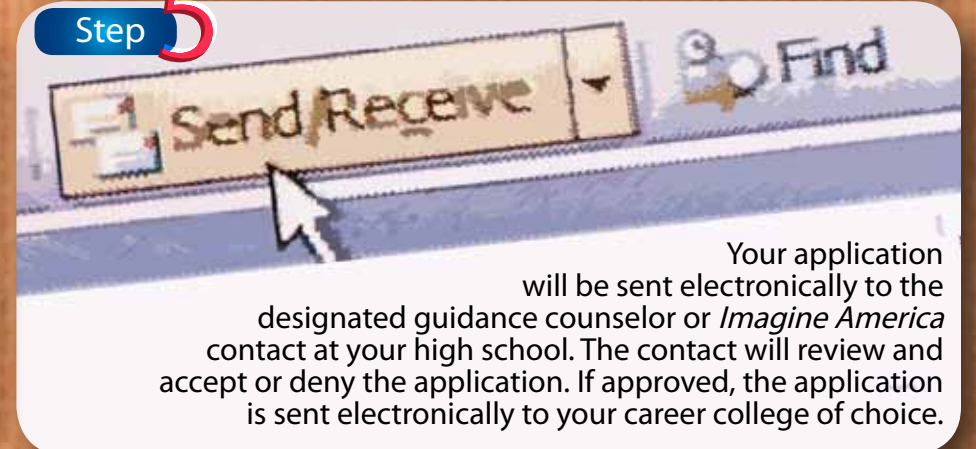 Step 5
Send/Receive
Find
Your application
will be sent electronically to the
designated guidance counselor or Imagine America
contact at your high school. The contact will review and
accept or deny the application. If approved, the application
is sent electronically to your career college of choice.